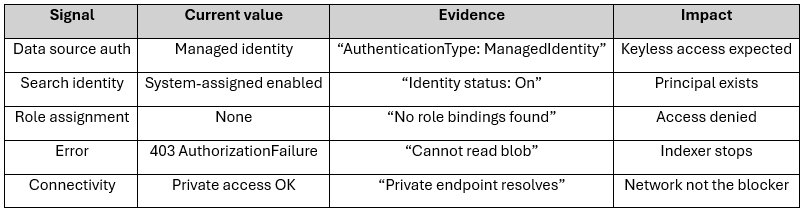 Signal Current value Evidence Impact
Data source auth Managed identity “AuthenticationType: ManagedIdentity” Keyless access expected
Search identity System-assigned enabled “Identity status: On” Principal exists
Role assignment None “No role bindings found” Access denied
Error 403 AuthorizationFailure “Cannot read blob” Indexer stops
Connectivity Private access OK “Private endpoint resolves” Network not the blocker